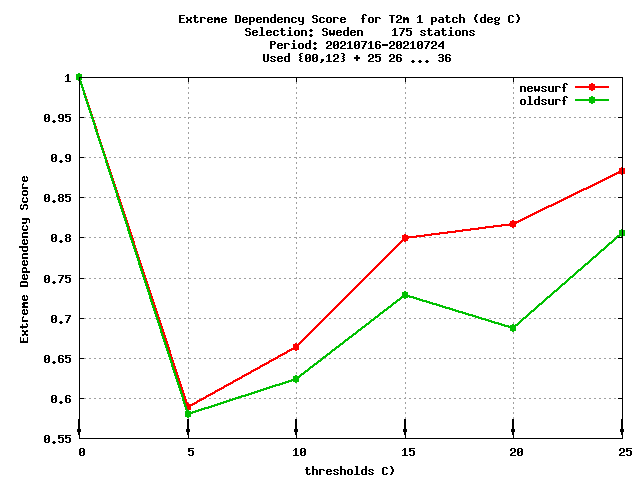 Extreme Dependency Score  for T2m 1 patch (deg C)
Selection: Sweden    175 stations
Period: 20210716-20210724
Used {00,12} + 25 26 ... 36
newsurf
oldsurf
1
0.95
0.9
0.85
0.8
0.75
0.7
0.65
0.6
0.55
Extreme Dependency Score
0 5 10 15 20 25
thresholds C)